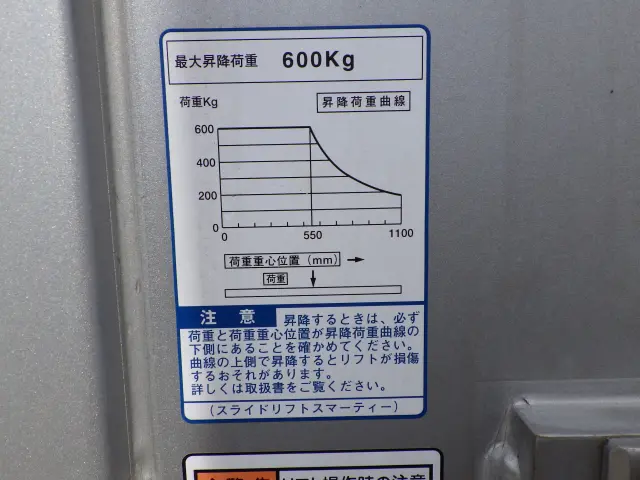 最大昇降荷重 600Kg
荷重Kg
昇降荷重曲線
600
400
200
0
0 550 1100
荷重重心位置（mm）
荷重
注意
昇降するときは、必ず
荷重と荷重重心位置が昇降荷重曲線の
下側にあることを確かめてください。
曲線の上側で昇降するとリフトが損傷
するおそれがあります。
詳しくは取扱書をご覧ください。
（スライドリフトスマーティー）